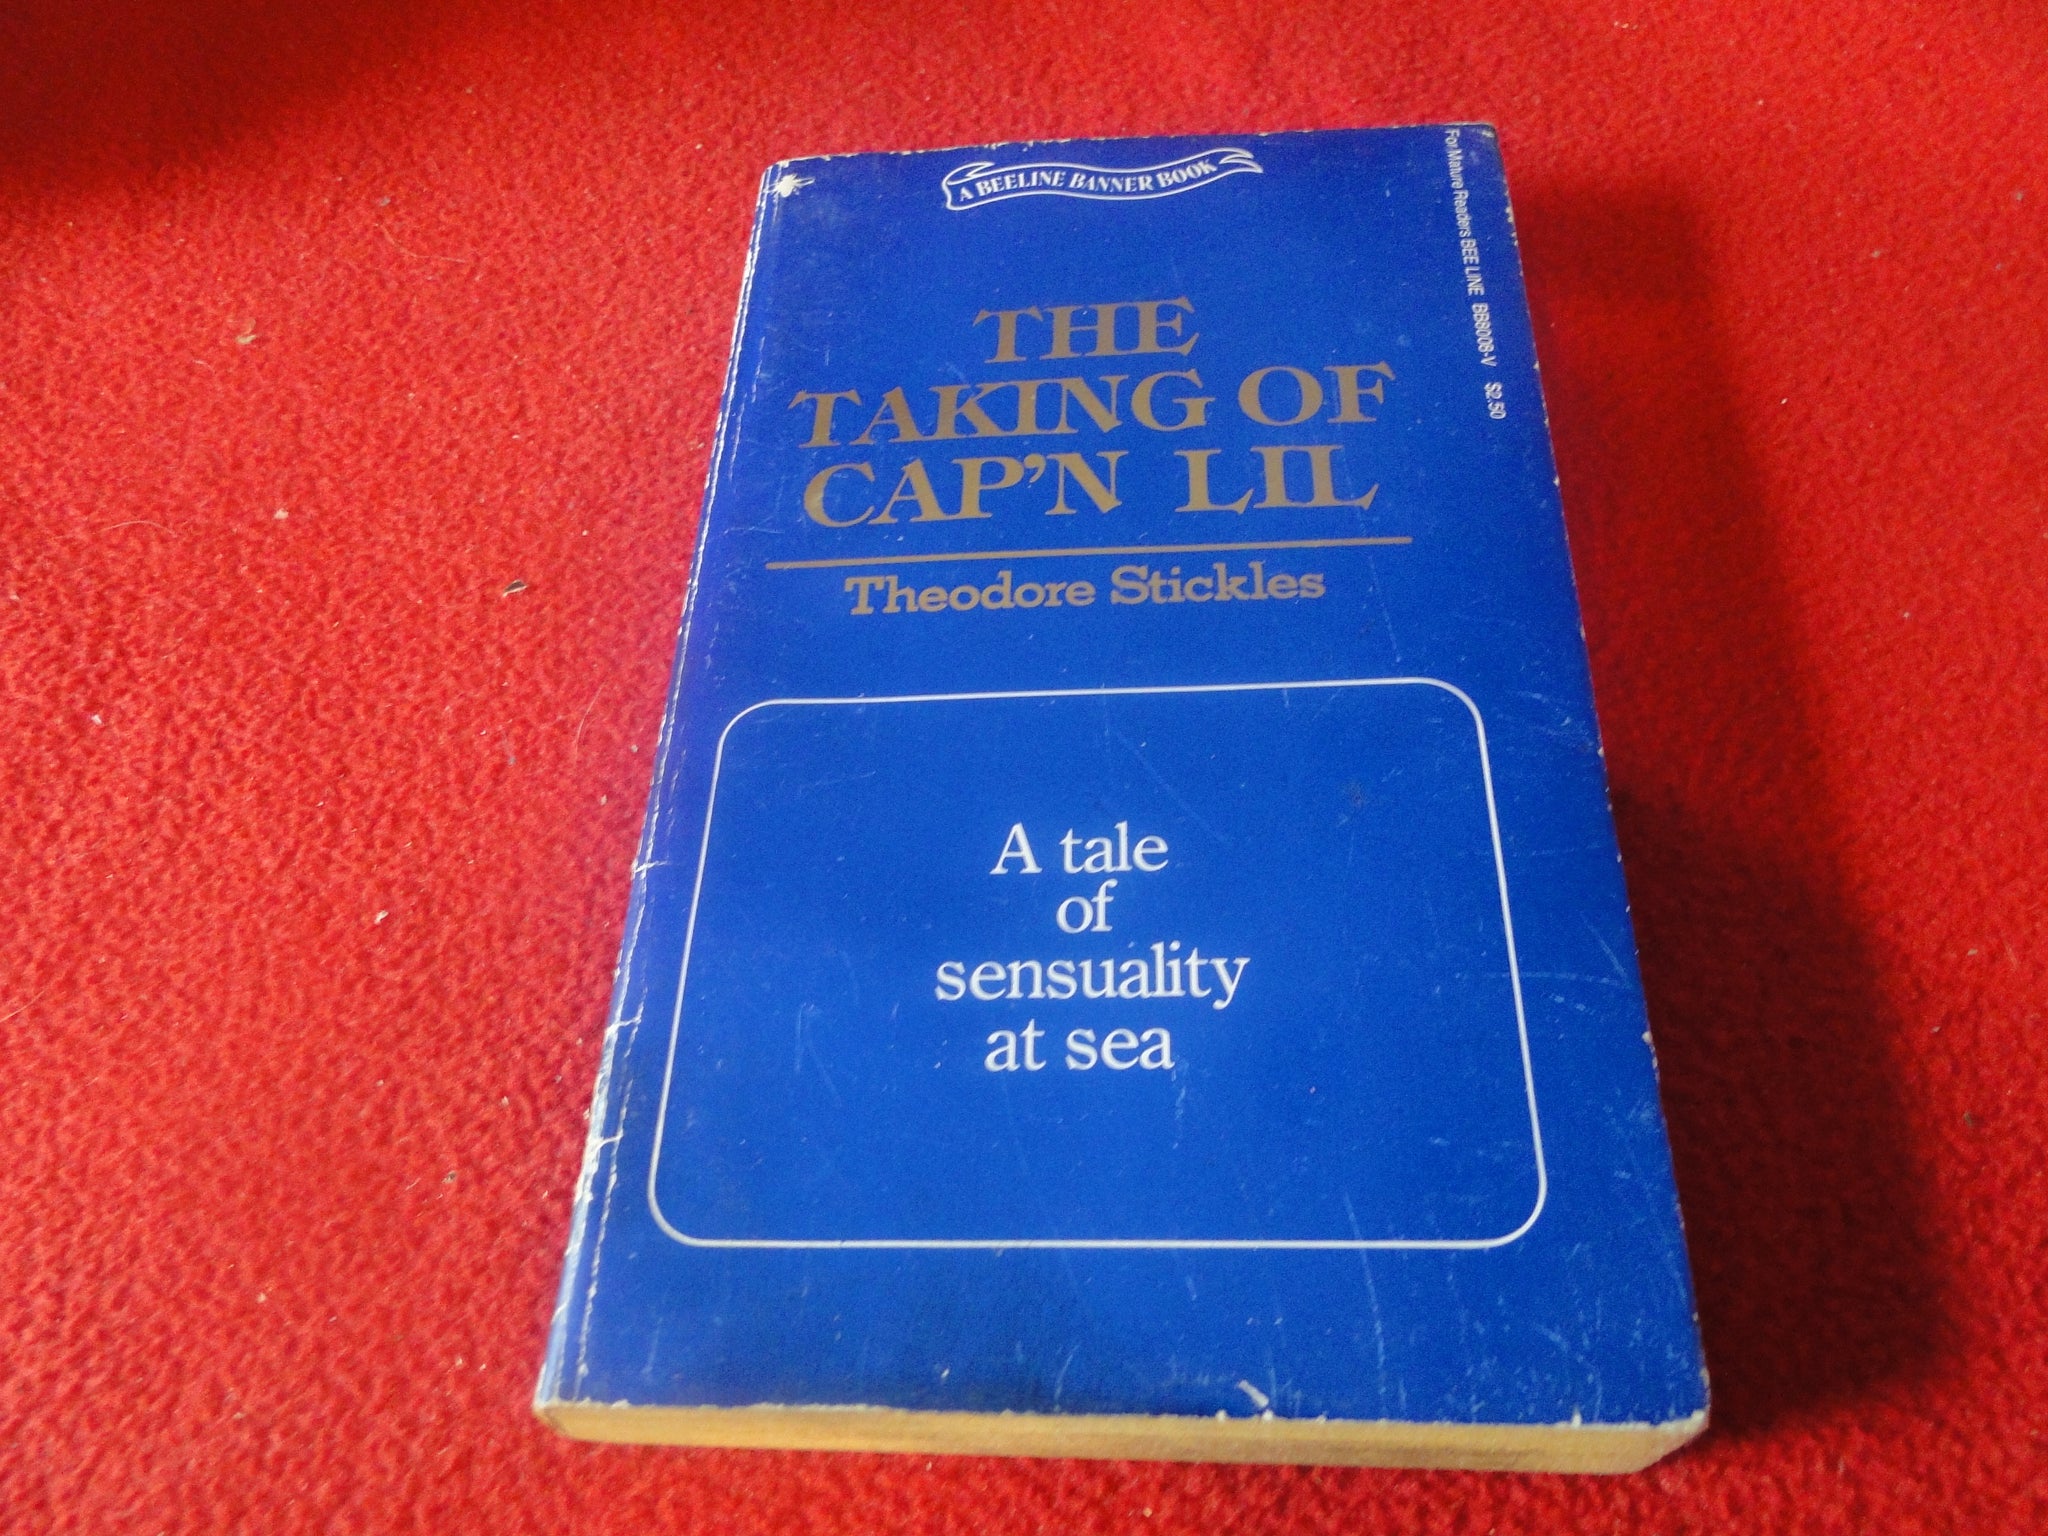 A BEELINE BANNER BOOK
For Mature Readers BEE LINE BB8008-V $2.50
THE
TAKING OF
CAP'N LIL
Theodore Stickles
A tale
of
sensuality
at sea